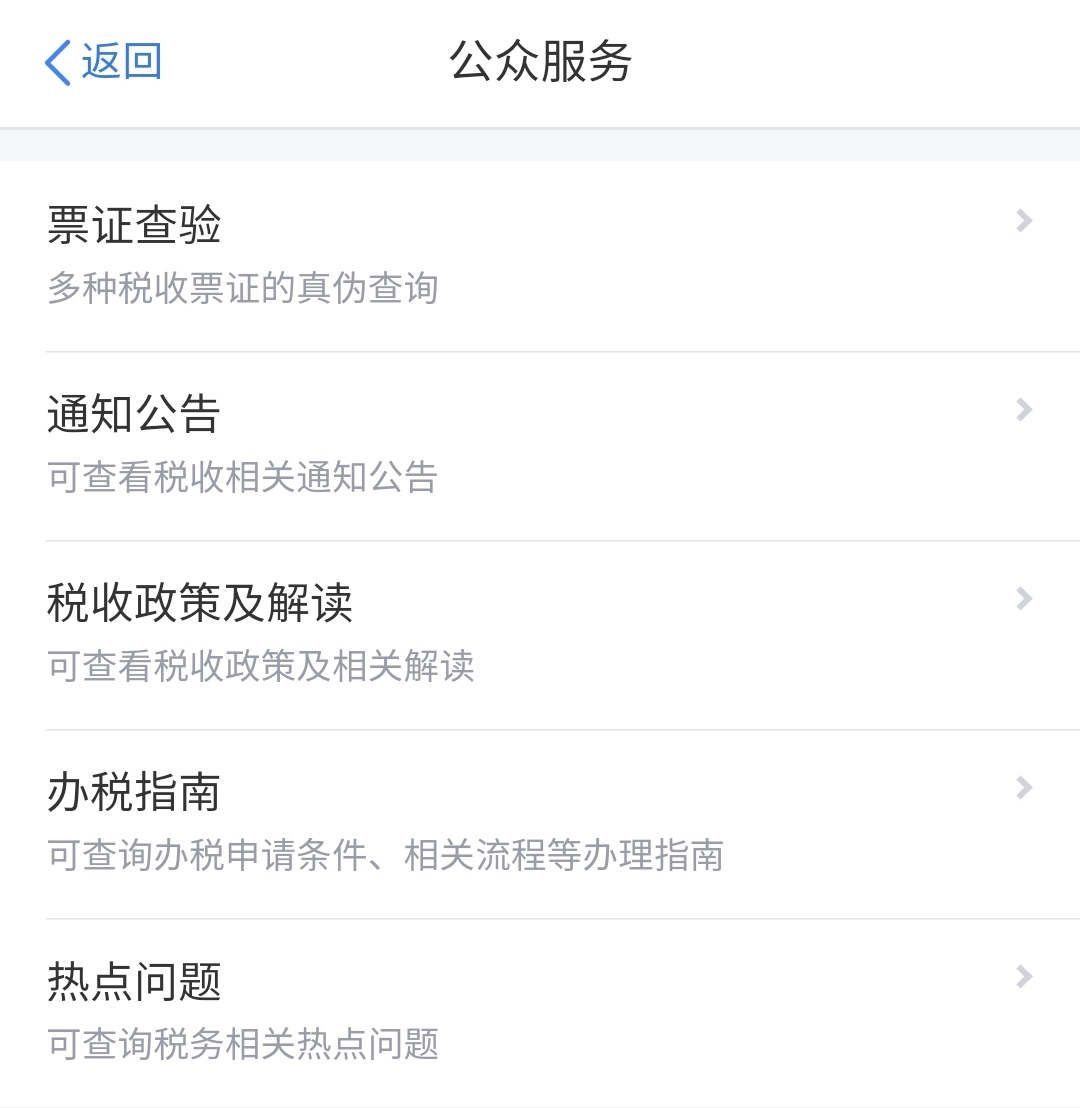 返回
公众服务
票证查验
多种税收票证的真伪查询
通知公告
可查看税收相关通知公告
税收政策及解读
可查看税收政策及相关解读
办税指南
可查询办税申请条件、相关流程等办理指南
热点问题
可查询税务相关热点问题